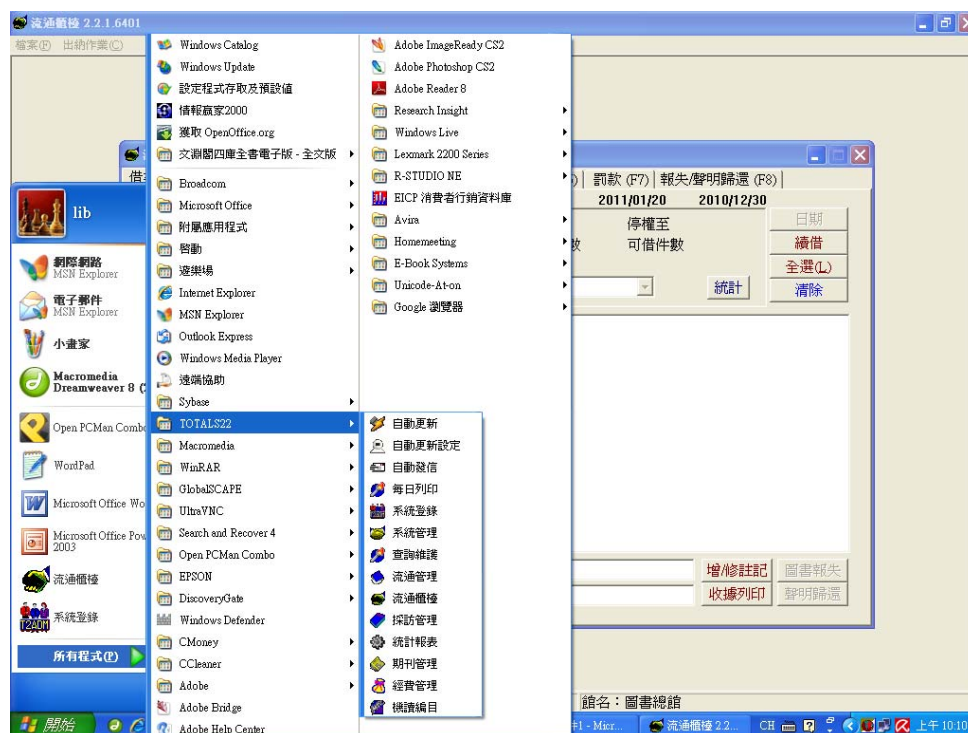 流通櫃檯 2.2.1.6401
檔案(F) 出納作業(C)
罰款 (F7) 報失/聲明歸還 (F8)
2011/01/20 2010/12/30
停權至 日期
可借件數 續借
全選(L)
統計 清除
增/修註記 圖書報失
收據列印 聲明歸還
館名：圖書總館
lib
網際網路
MSN Explorer
電子郵件
MSN Explorer
小畫家
Macromedia
Dreamweaver 8
Open PCMan Combo
WordPad
Microsoft Office Wo
Microsoft Office Pow
2003
流通櫃檯
T2ADM
系統登錄
所有程式(P)
Windows Catalog
Windows Update
設定程式存取及預設值
情報贏家2000
獲取 OpenOffice.org
文淵閣四庫全書電子版 - 全文版
Broadcom
Microsoft Office
附屬應用程式
啟動
遊樂場
Internet Explorer
MSN Explorer
Outlook Express
Windows Media Player
遠端協助
Sybase
TOTALS22
Macromedia
WinRAR
GlobalSCAPE
UltraVNC
Search and Recover 4
Open PCMan Combo
EPSON
DiscoveryGate
Windows Defender
CMoney
CCleaner
Adobe
Adobe Bridge
Adobe Help Center
Adobe ImageReady CS2
Adobe Photoshop CS2
Adobe Reader 8
Research Insight
Windows Live
Lexmark 2200 Series
R-STUDIO NE
EICP 消費者行銷資料庫
Avira
Homemeeting
E-Book Systems
Unicode-At-on
Google 瀏覽器
自動更新
自動更新設定
自動發信
每日列印
系統登錄
系統管理
查詢維護
流通管理
流通櫃檯
採訪管理
統計報表
期刊管理
經費管理
機讀編目
開始
件1 - Micr... 流通櫃檯 2.2... CH 上午 10:10